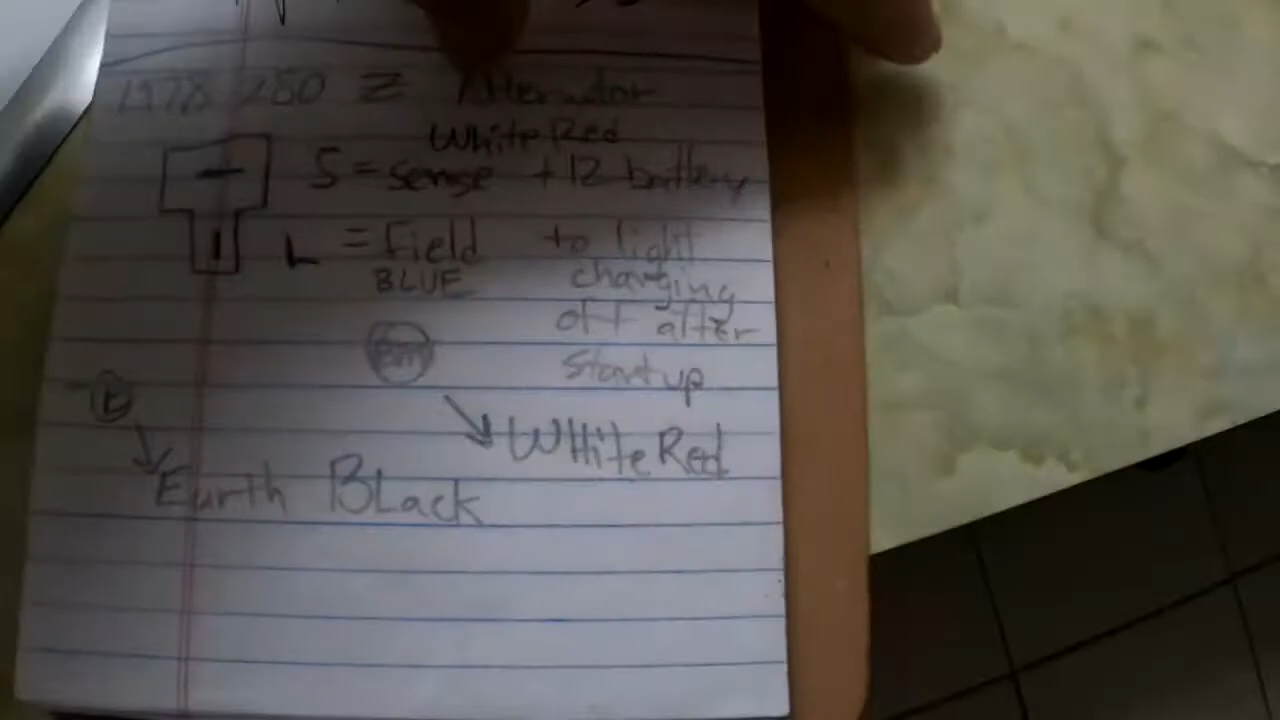 1978 280 Z Alternator
White Red
S = sense +12 battery
L = Field to light
BLUE charging
off after
startup
E
White Red
Earth Black